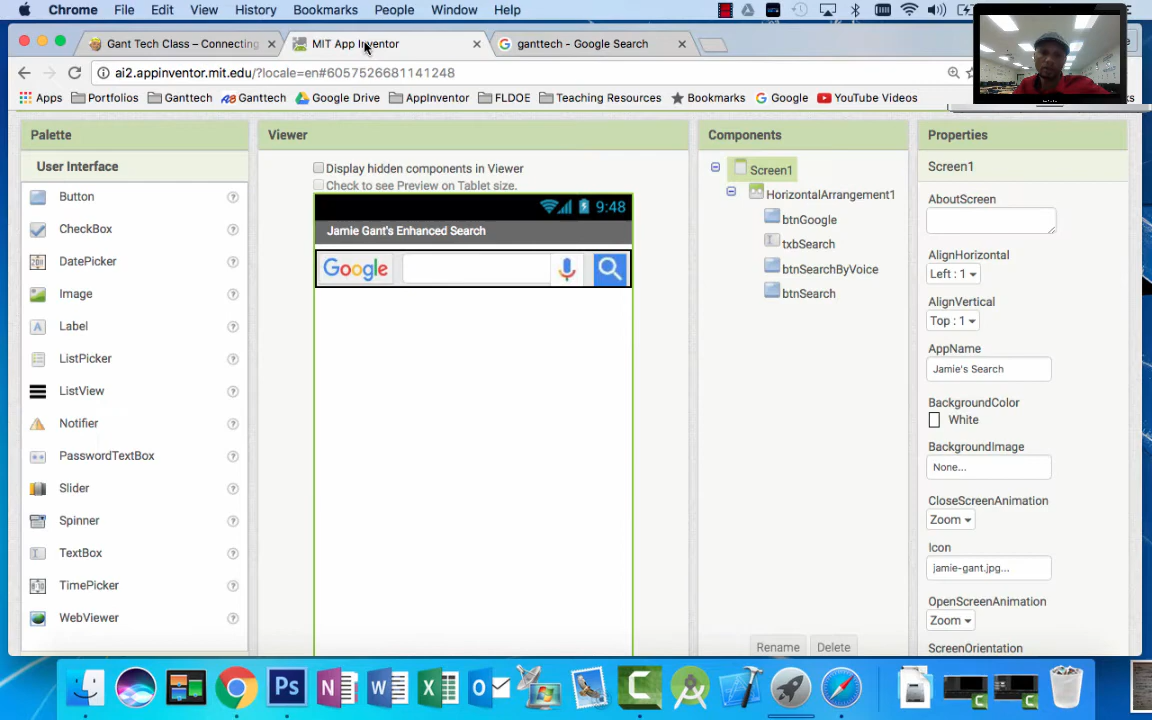 Chrome File Edit View History Bookmarks People Window Help
Gant Tech Class – Connecting
MIT App Inventor
ganttech - Google Search
ai2.appinventor.mit.edu/?locale=en#6057526681141248
Apps Portfolios Ganttech Ganttech Google Drive AppInventor FLDOE Teaching Resources Bookmarks Google YouTube Videos
Palette
Viewer
Components
Properties
User Interface
Button
CheckBox
DatePicker
Image
Label
ListPicker
ListView
Notifier
PasswordTextBox
Slider
Spinner
TextBox
TimePicker
WebViewer
Display hidden components in Viewer
Check to see Preview on Tablet size.
9:48
Jamie Gant's Enhanced Search
Google
Screen1
HorizontalArrangement1
btnGoogle
txbSearch
btnSearchByVoice
btnSearch
Rename Delete
Screen1
AboutScreen
AlignHorizontal
Left : 1
AlignVertical
Top : 1
AppName
Jamie's Search
BackgroundColor
White
BackgroundImage
None...
CloseScreenAnimation
Zoom
Icon
jamie-gant.jpg...
OpenScreenAnimation
Zoom
ScreenOrientation
Ps